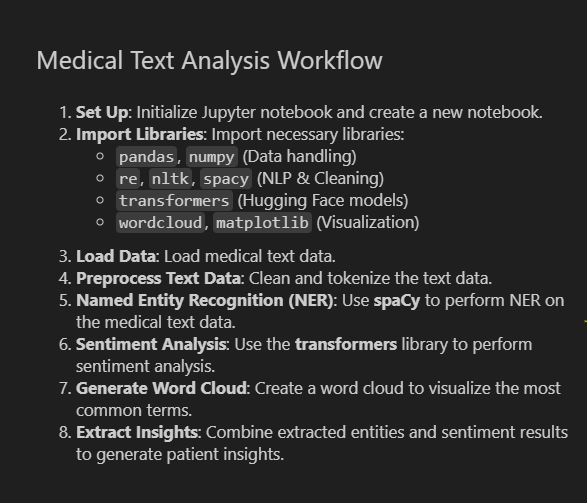 Medical Text Analysis Workflow
1. Set Up: Initialize Jupyter notebook and create a new notebook.
2. Import Libraries: Import necessary libraries:
○ pandas, numpy (Data handling)
○ re, nltk, spacy (NLP & Cleaning)
○ transformers (Hugging Face models)
○ wordcloud, matplotlib (Visualization)
3. Load Data: Load medical text data.
4. Preprocess Text Data: Clean and tokenize the text data.
5. Named Entity Recognition (NER): Use spaCy to perform NER on
the medical text data.
6. Sentiment Analysis: Use the transformers library to perform
sentiment analysis.
7. Generate Word Cloud: Create a word cloud to visualize the most
common terms.
8. Extract Insights: Combine extracted entities and sentiment results
to generate patient insights.